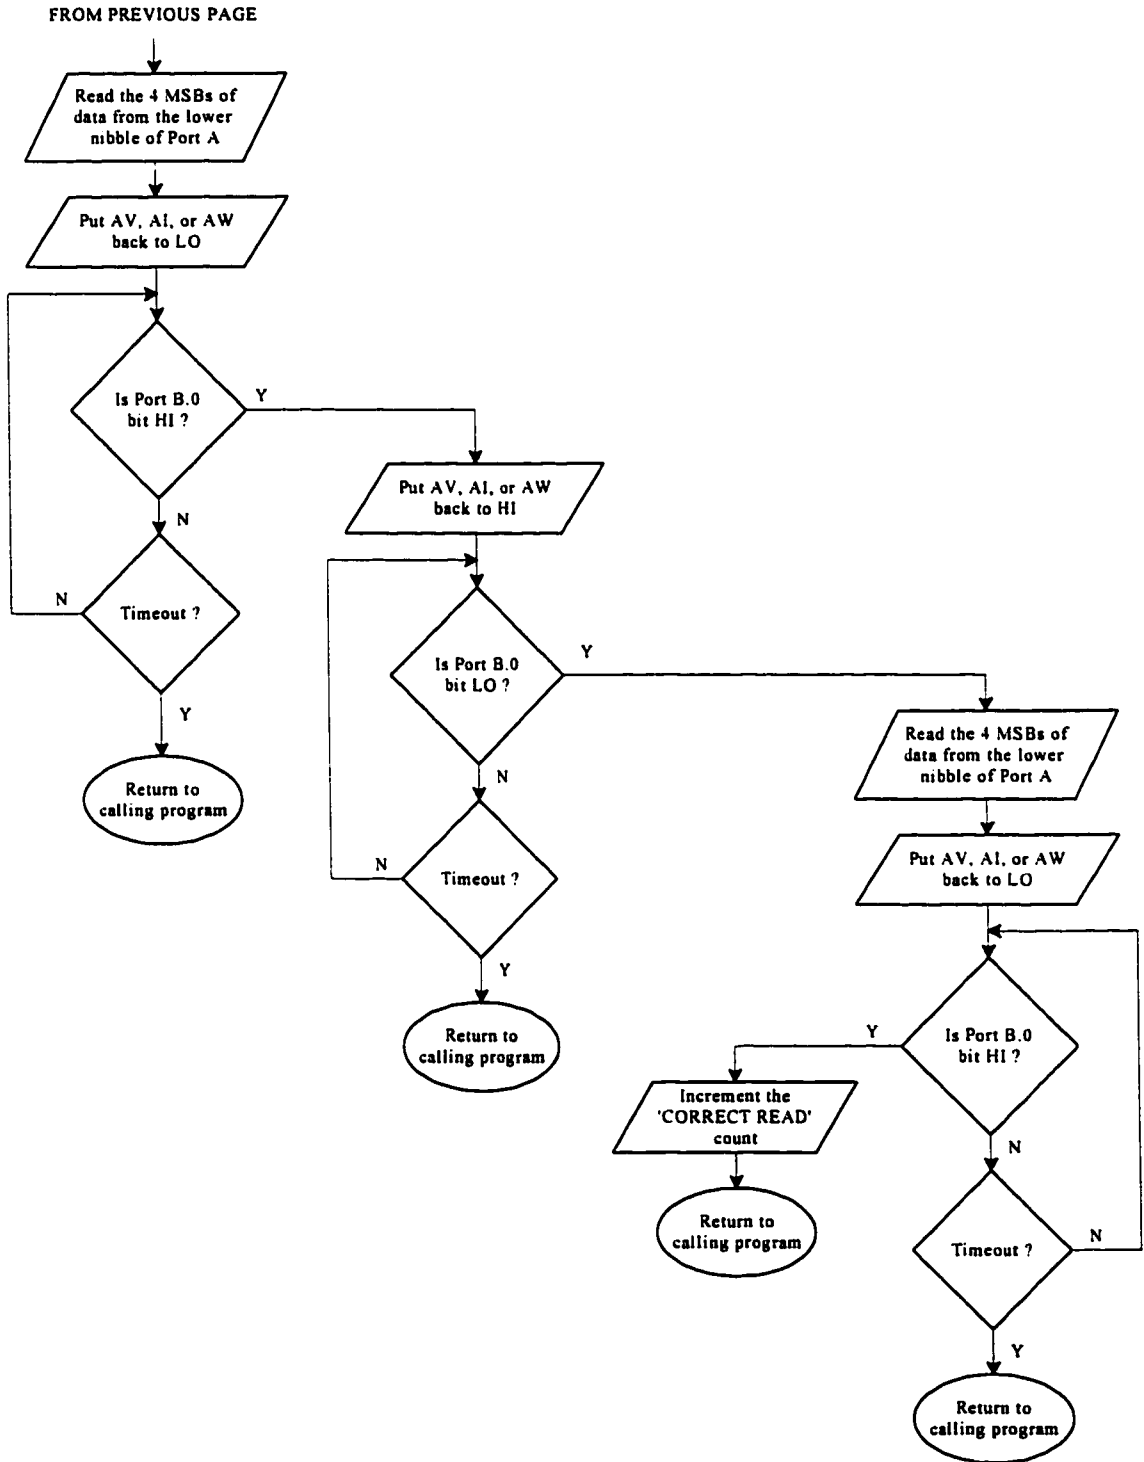 FROM PREVIOUS PAGE
Read the 4 MSBs of
data from the lower
nibble of Port A
Put AV, AI, or AW
back to LO
Is Port B.0
bit HI ?
Y
N
Timeout ?
N
Y
Return to
calling program
Put AV, AI, or AW
back to HI
Is Port B.0
bit LO ?
Y
N
Timeout ?
N
Y
Return to
calling program
Read the 4 MSBs of
data from the lower
nibble of Port A
Put AV, AI, or AW
back to LO
Is Port B.0
bit HI ?
Y
Increment the
'CORRECT READ'
count
Return to
calling program
N
Timeout ?
N
Y
Return to
calling program